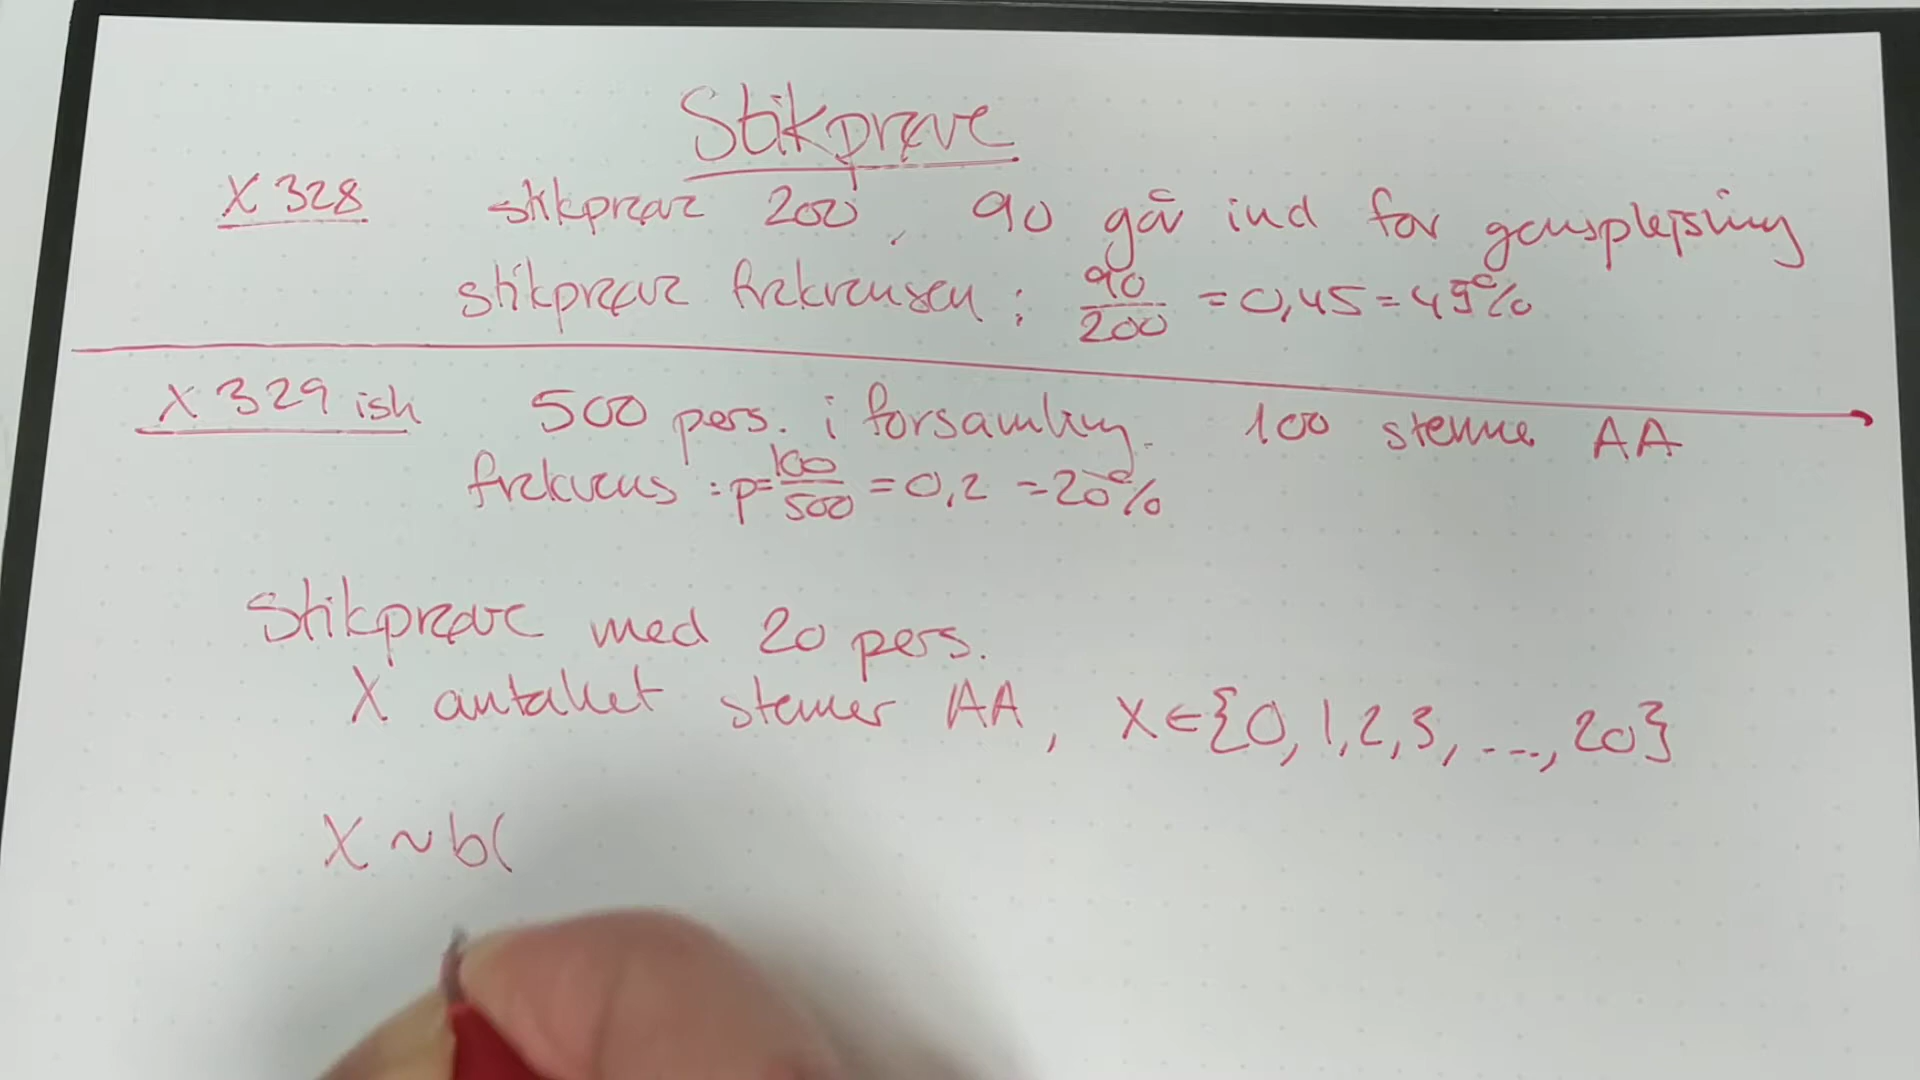 Stikprøve
X 328 stikprøve 200, 90 går ind for gensplejsning
stikprøve frekvensen : 90/200 = 0,45 = 45%
X 329 ish 500 pers. i forsamling. 100 stemme AA
frekvens : p = 100/500 = 0,2 = 20%
Stikprøve med 20 pers.
X antallet stemmer AA, X ∈ {0, 1, 2, 3, ..., 20}
X ~ b(